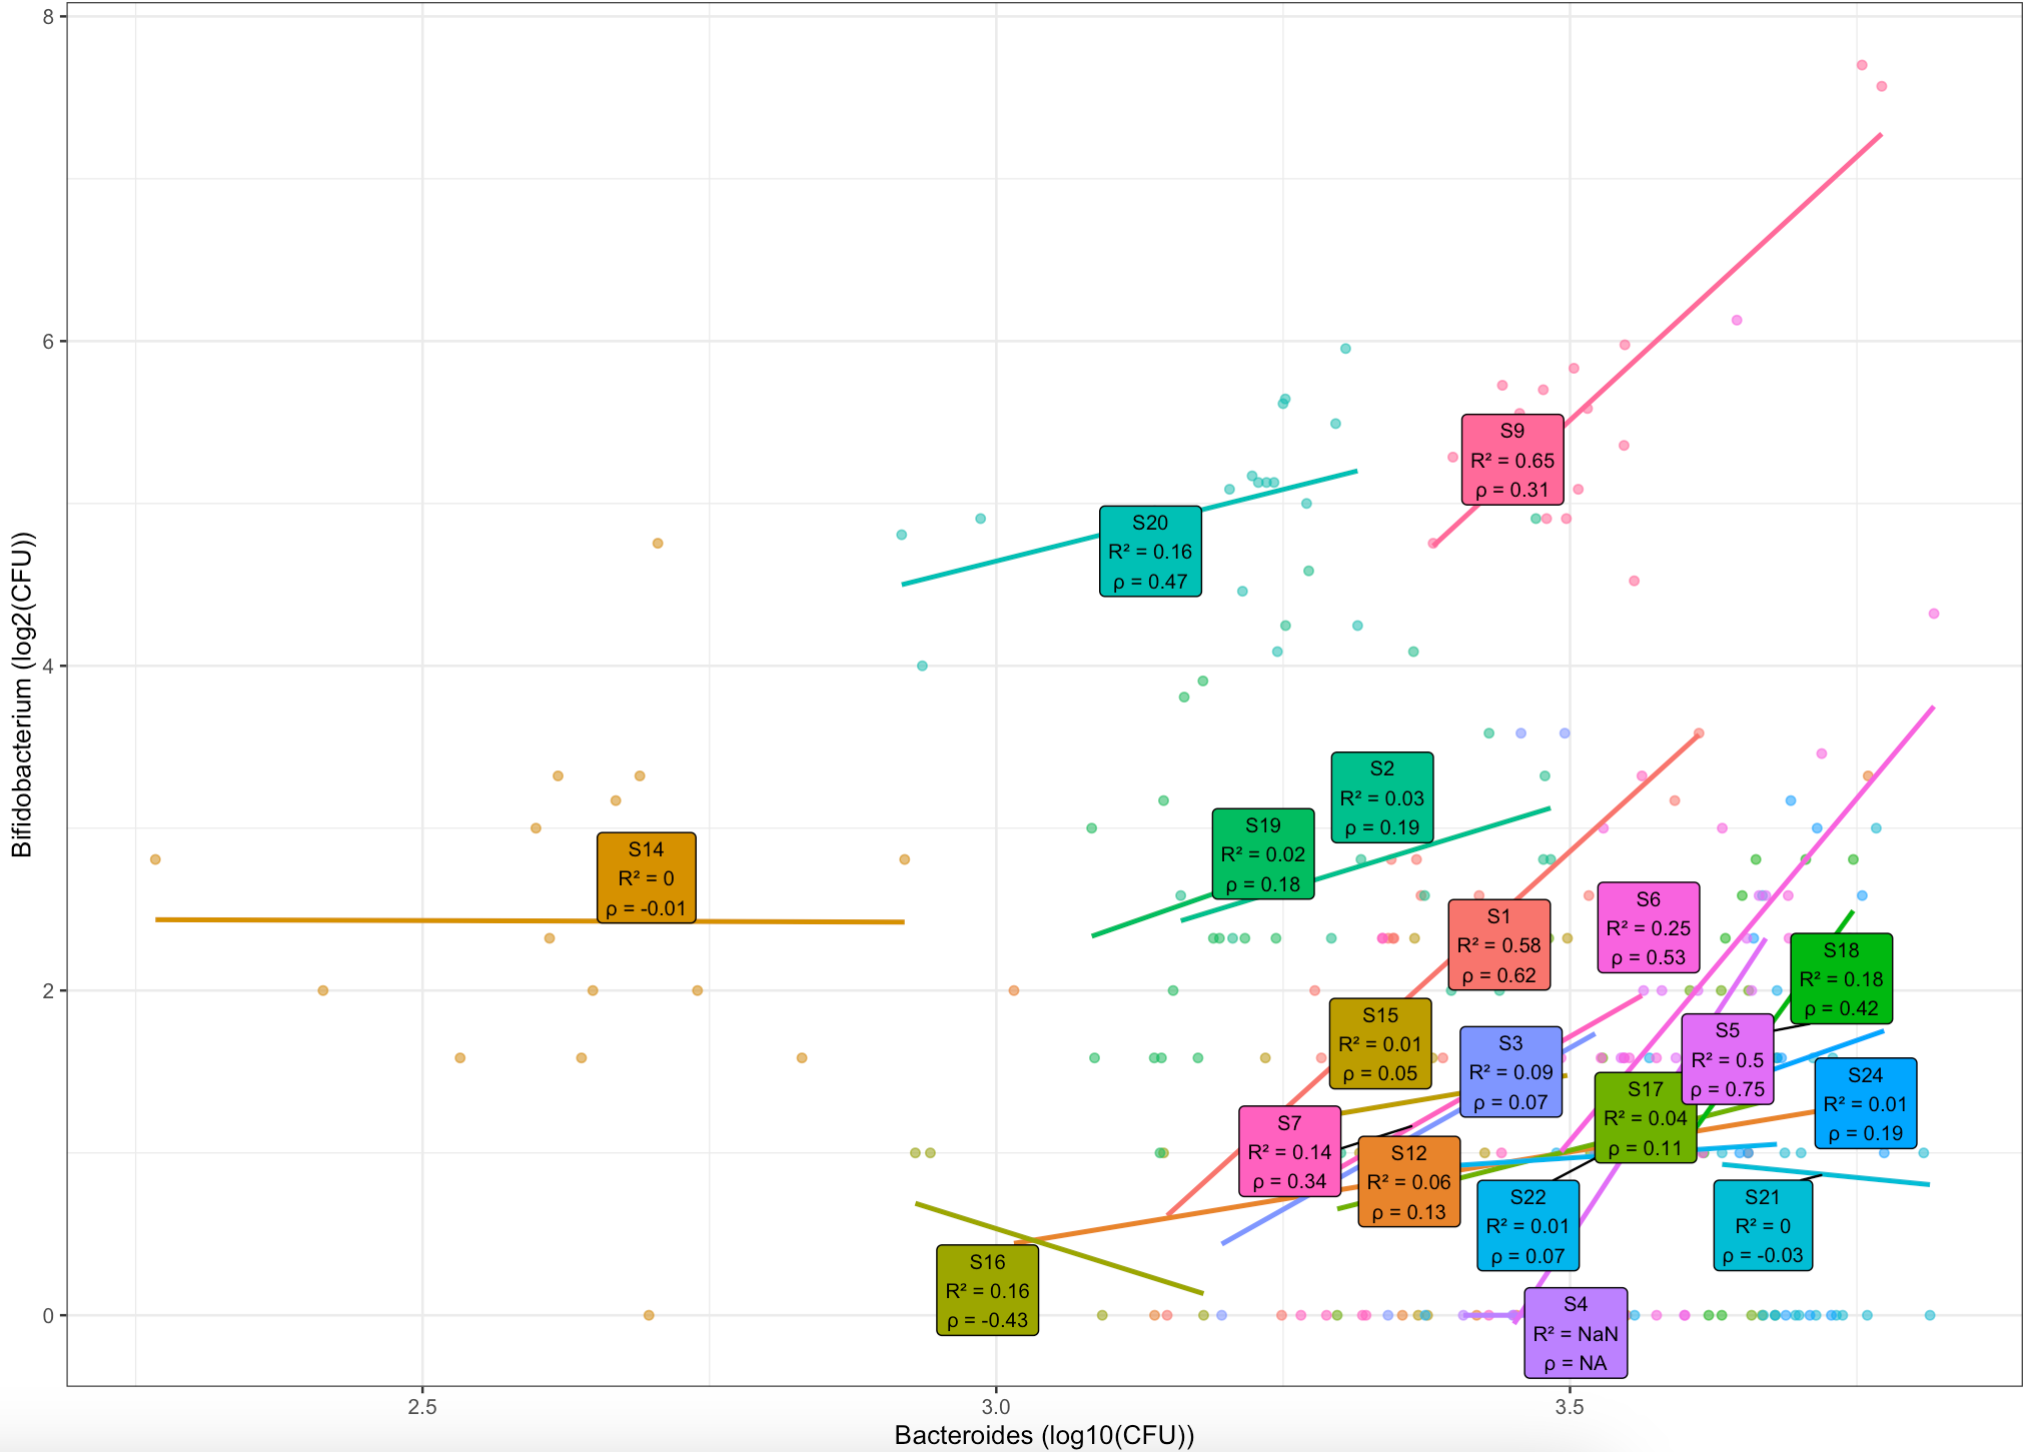 8
6
4
2
0
Bifidobacterium (log2(CFU))
S9
R² = 0.65
ρ = 0.31
S20
R² = 0.16
ρ = 0.47
S2
R² = 0.03
ρ = 0.19
S19
R² = 0.02
ρ = 0.18
S14
R² = 0
ρ = -0.01
S6
R² = 0.25
ρ = 0.53
S1
R² = 0.58
ρ = 0.62
S18
R² = 0.18
ρ = 0.42
S15
R² = 0.01
ρ = 0.05
S5
R² = 0.5
ρ = 0.75
S3
R² = 0.09
ρ = 0.07
S24
R² = 0.01
ρ = 0.19
S17
R² = 0.04
ρ = 0.11
S7
R² = 0.14
ρ = 0.34
S12
R² = 0.06
ρ = 0.13
S22
R² = 0.01
ρ = 0.07
S21
R² = 0
ρ = -0.03
S16
R² = 0.16
ρ = -0.43
S4
R² = NaN
ρ = NA
2.5
3.0
3.5
Bacteroides (log10(CFU))